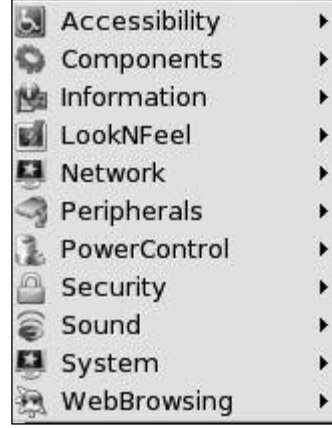 Accessibility
Components
Information
LookNFeel
Network
Peripherals
PowerControl
Security
Sound
System
WebBrowsing